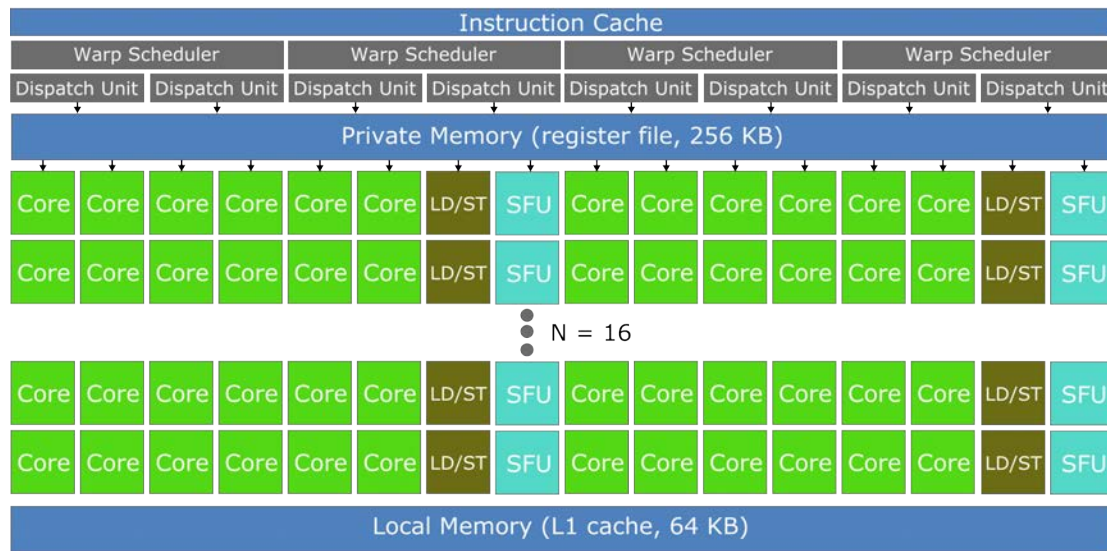 Instruction Cache
Warp Scheduler Warp Scheduler Warp Scheduler Warp Scheduler
Dispatch Unit Dispatch Unit Dispatch Unit Dispatch Unit Dispatch Unit Dispatch Unit Dispatch Unit Dispatch Unit
Private Memory (register file, 256 KB)
Core Core Core Core Core Core LD/ST SFU Core Core Core Core Core Core LD/ST SFU
Core Core Core Core Core Core LD/ST SFU Core Core Core Core Core Core LD/ST SFU
N = 16
Core Core Core Core Core Core LD/ST SFU Core Core Core Core Core Core LD/ST SFU
Core Core Core Core Core Core LD/ST SFU Core Core Core Core Core Core LD/ST SFU
Local Memory (L1 cache, 64 KB)